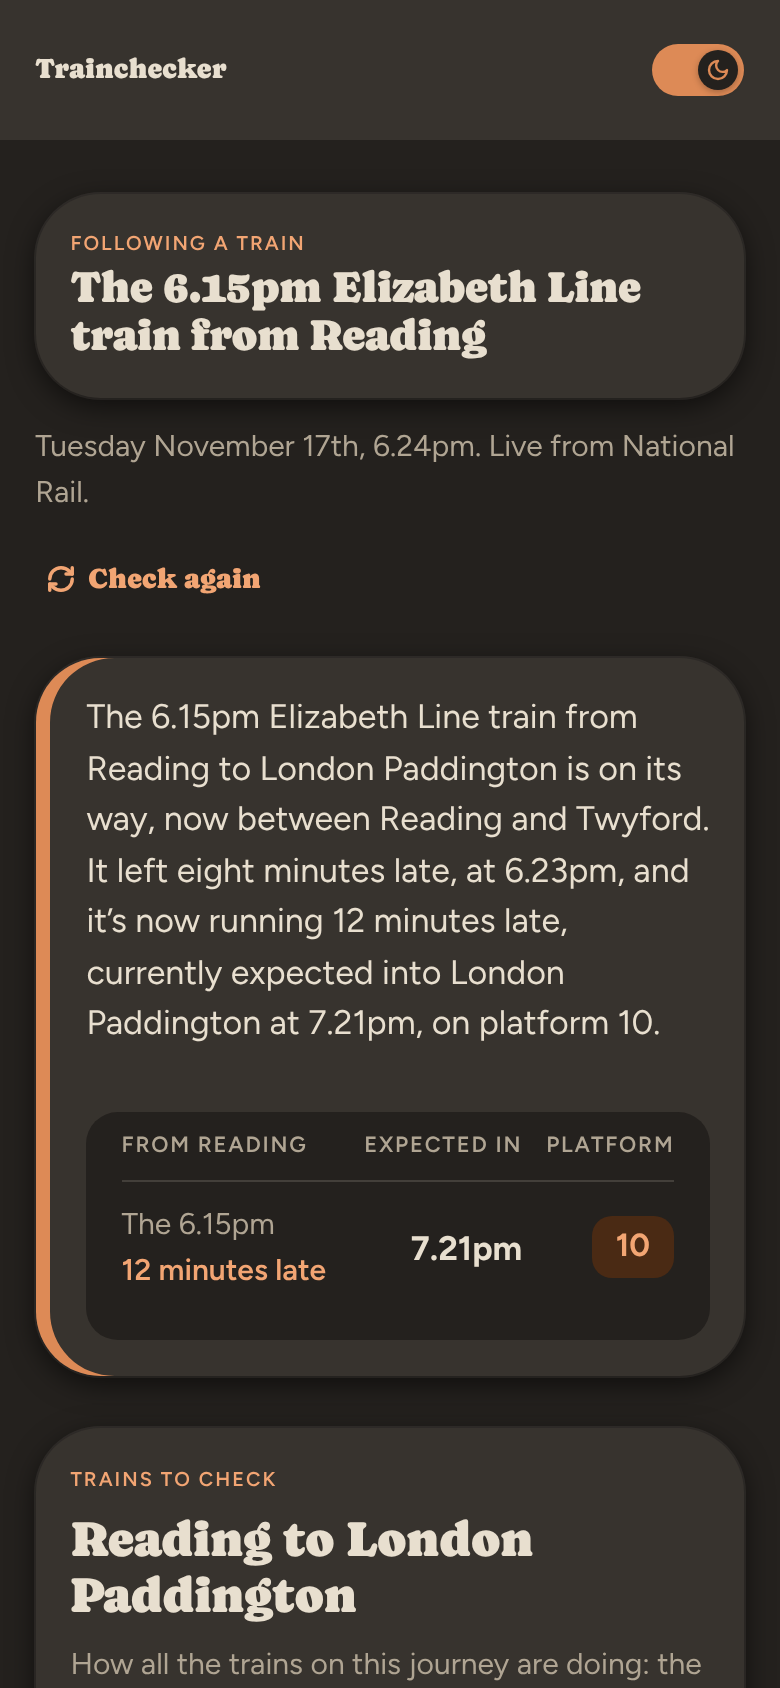 Trainchecker
FOLLOWING A TRAIN
The 6.15pm Elizabeth Line
train from Reading
Tuesday November 17th, 6.24pm. Live from National
Rail.
Check again
The 6.15pm Elizabeth Line train from
Reading to London Paddington is on its
way, now between Reading and Twyford.
It left eight minutes late, at 6.23pm, and
it’s now running 12 minutes late,
currently expected into London
Paddington at 7.21pm, on platform 10.
FROM READING EXPECTED IN PLATFORM
The 6.15pm
12 minutes late
7.21pm
10
TRAINS TO CHECK
Reading to London
Paddington
How all the trains on this journey are doing: the